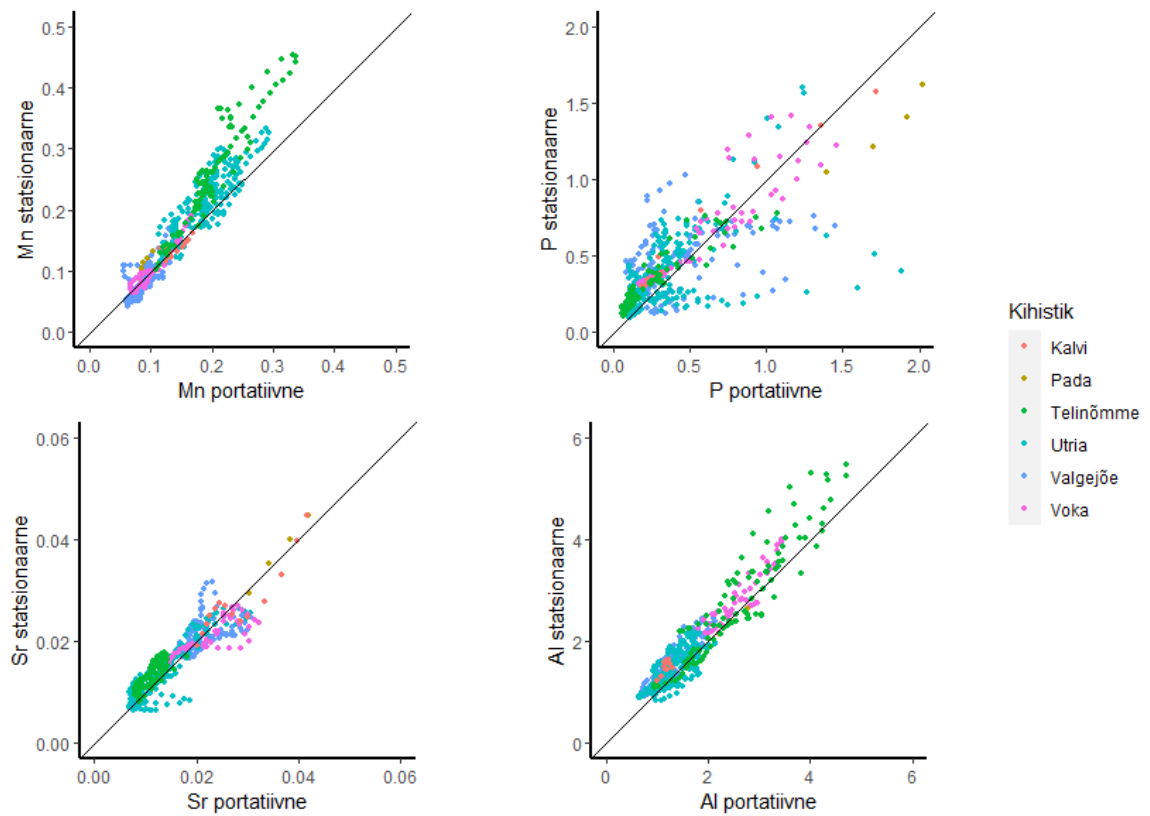 0.5
0.4
0.3
0.2
0.1
0.0
Mn statsionaarne
0.0 0.1 0.2 0.3 0.4 0.5
Mn portatiivne
2.0
1.5
1.0
0.5
0.0
P statsionaarne
0.0 0.5 1.0 1.5 2.0
P portatiivne
0.06
0.04
0.02
0.00
Sr statsionaarne
0.00 0.02 0.04 0.06
Sr portatiivne
6
4
2
0
Al statsionaarne
0 2 4 6
Al portatiivne
Kihistik
Kalvi
Pada
Telinõmme
Utria
Valgejõe
Voka